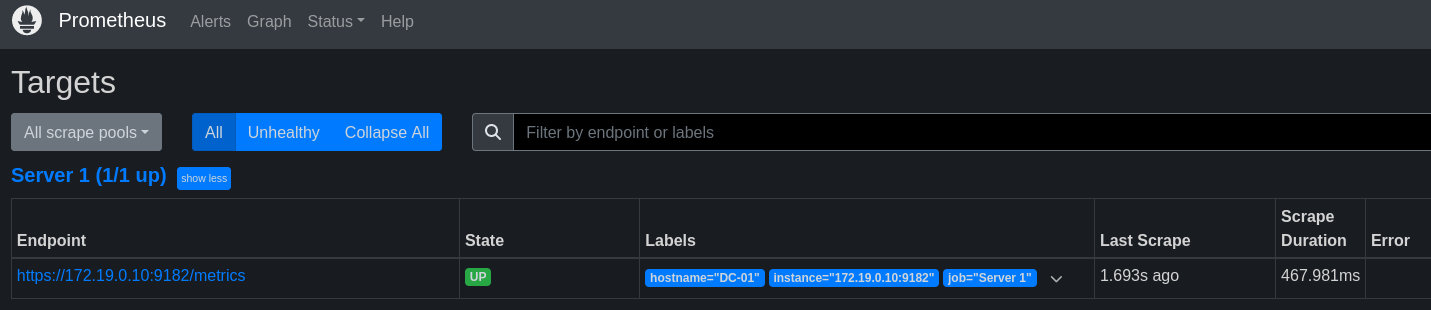 Prometheus Alerts Graph Status Help
Targets
All scrape pools All Unhealthy Collapse All Filter by endpoint or labels
Server 1 (1/1 up) show less
Endpoint State Labels Last Scrape Scrape Duration Error
https://172.19.0.10:9182/metrics UP hostname="DC-01" instance="172.19.0.10:9182" job="Server 1" 1.693s ago 467.981ms